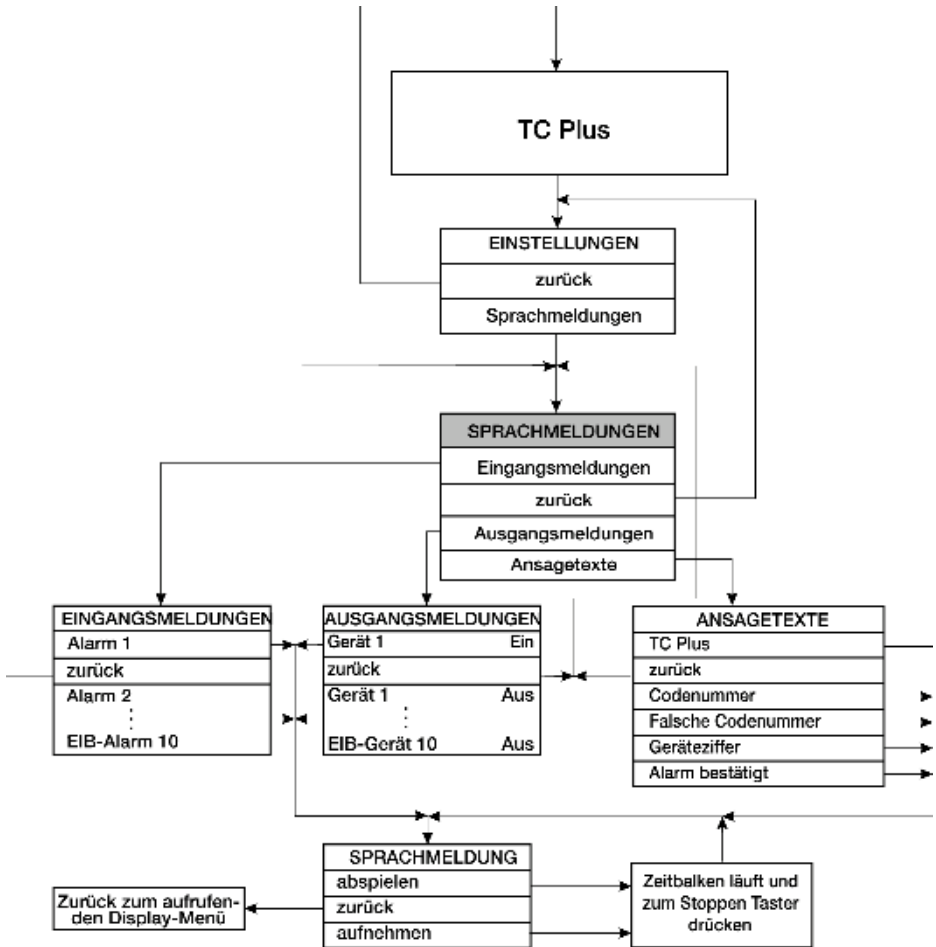 TC Plus
EINSTELLUNGEN
zurück
Sprachmeldungen
SPRACHMELDUNGEN
Eingangsmeldungen
zurück
Ausgangsmeldungen
Ansagetexte
EINGANGSMELDUNGEN
Alarm 1
zurück
Alarm 2
⋮
EIB-Alarm 10
AUSGANGSMELDUNGEN
Gerät 1 Ein
zurück
Gerät 1 Aus
⋮
EIB-Gerät 10 Aus
ANSAGETEXTE
TC Plus
zurück
Codenummer
Falsche Codenummer
Geräteziffer
Alarm bestätigt
SPRACHMELDUNG
abspielen
zurück
aufnehmen
Zurück zum aufrufen-
den Display-Menü
Zeitbalken läuft und
zum Stoppen Taster
drücken